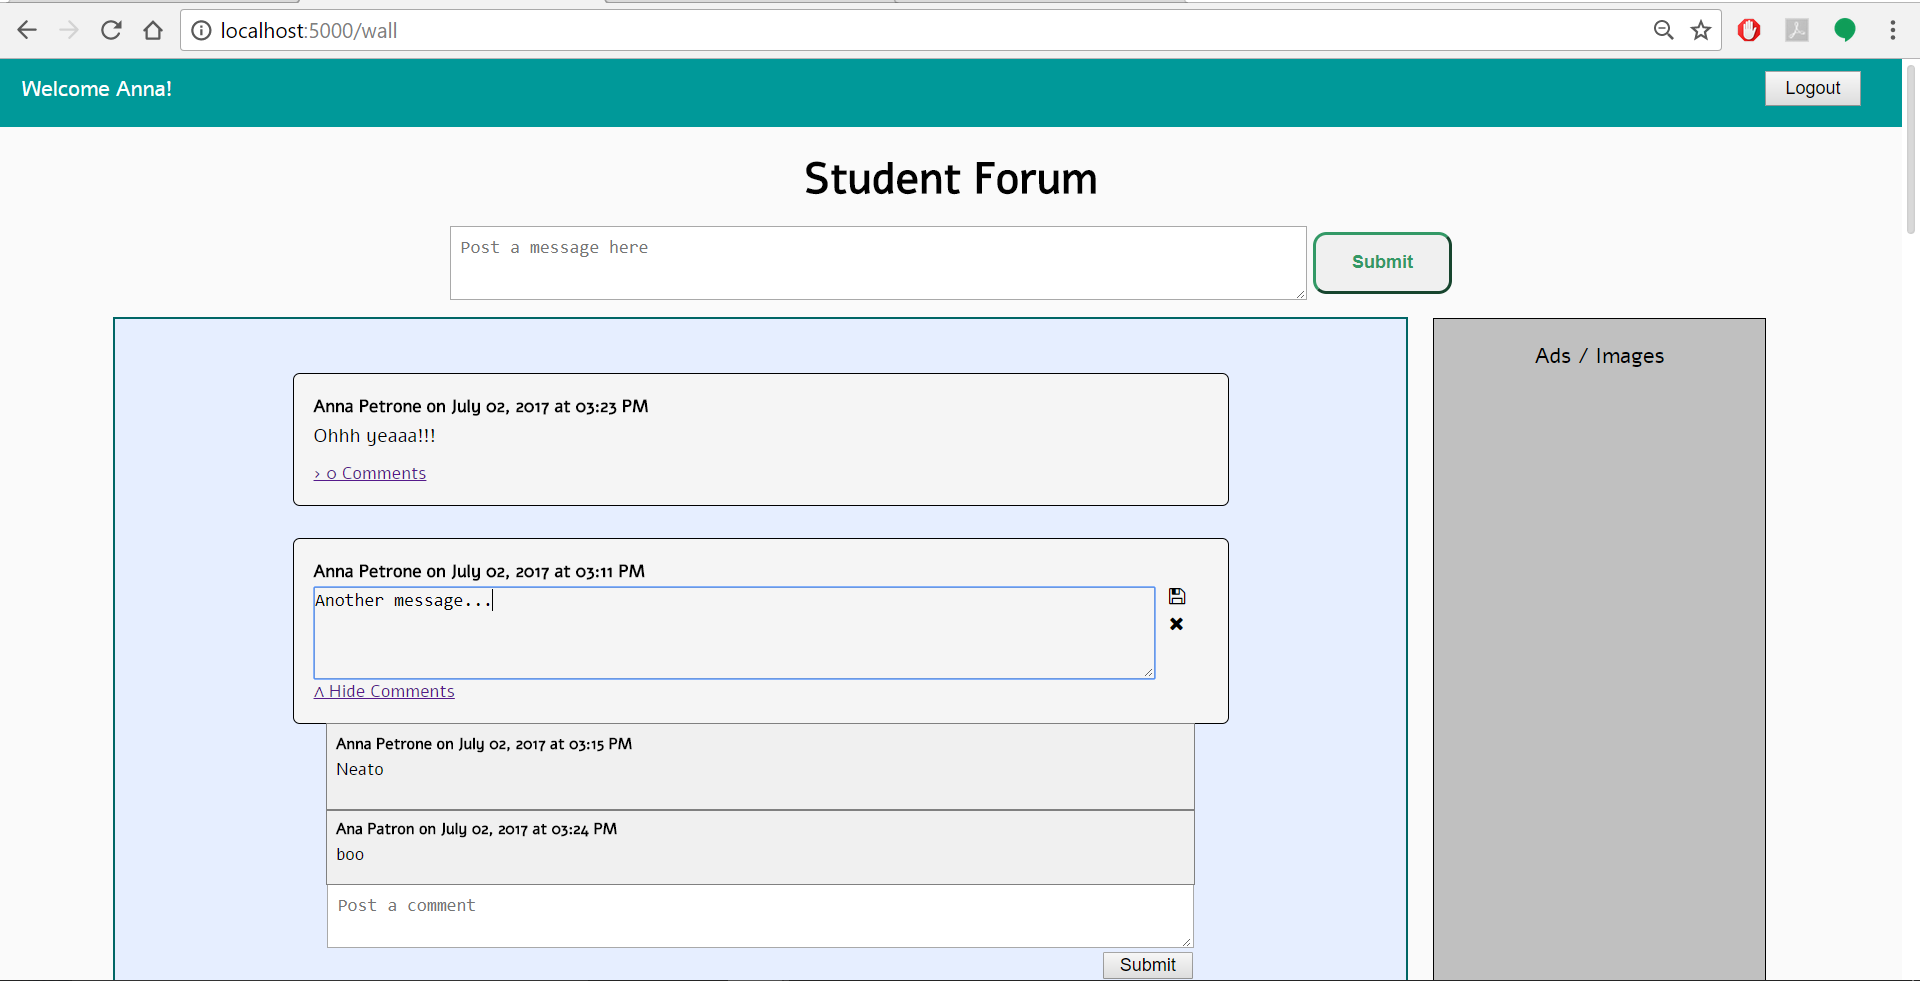 localhost:5000/wall
Welcome Anna!
Logout
Student Forum
Post a message here
Submit
Ads / Images
Anna Petrone on July 02, 2017 at 03:23 PM
Ohhh yeaaa!!!
› 0 Comments
Anna Petrone on July 02, 2017 at 03:11 PM
Another message...
˄ Hide Comments
Anna Petrone on July 02, 2017 at 03:15 PM
Neato
Ana Patron on July 02, 2017 at 03:24 PM
boo
Post a comment
Submit